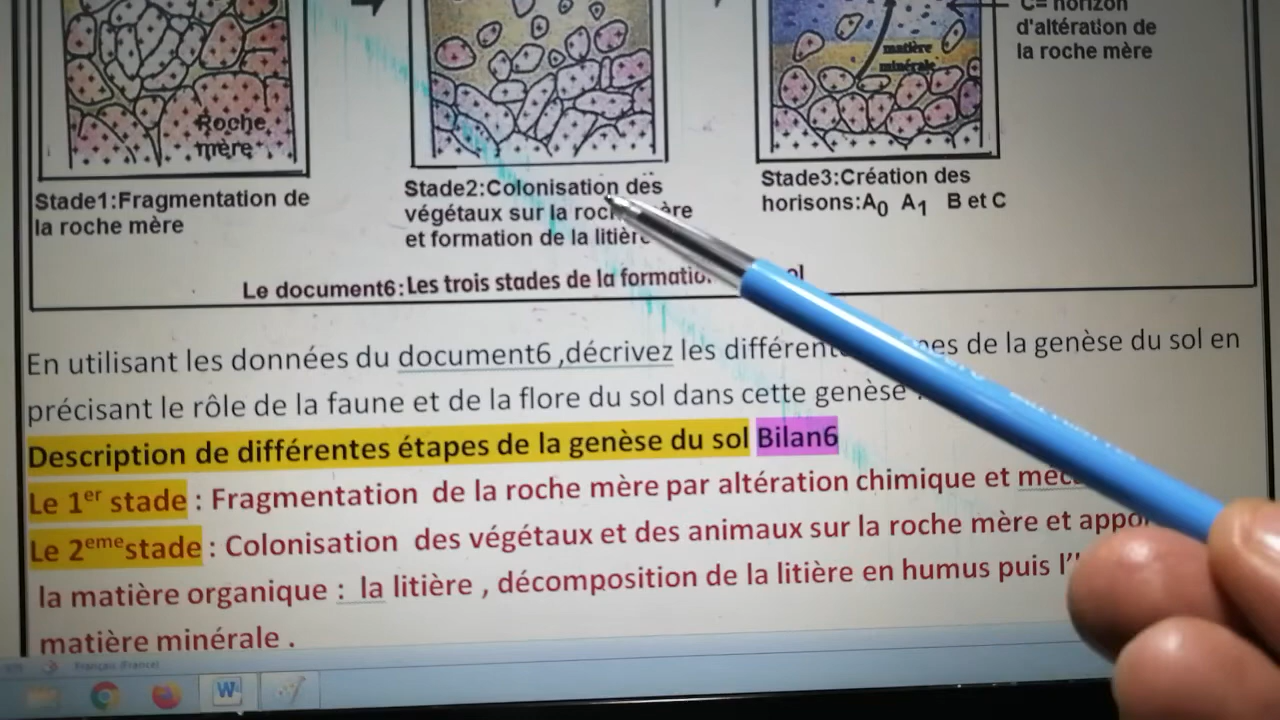 Roche
mère
matière
minérale
C= horizon
d'altération de
la roche mère
Stade1:Fragmentation de
la roche mère
Stade2:Colonisation des
végétaux sur la
et formation de la
Stade3:Création des
horisons:A0 A1 B et C
Le document6:Les trois stades de la
En utilisant les données du document6 ,décrivez les de la genèse du sol en
précisant le rôle de la faune et de la flore du sol dans cette genèse
Description de différentes étapes de la genèse du sol Bilan6
Le 1er stade : Fragmentation de la roche mère par altération chimique et
Le 2eme stade : Colonisation des végétaux et des animaux sur la roche mère et
la matière organique : la litière , décomposition de la litière en humus puis
matière minérale .
Français (France)